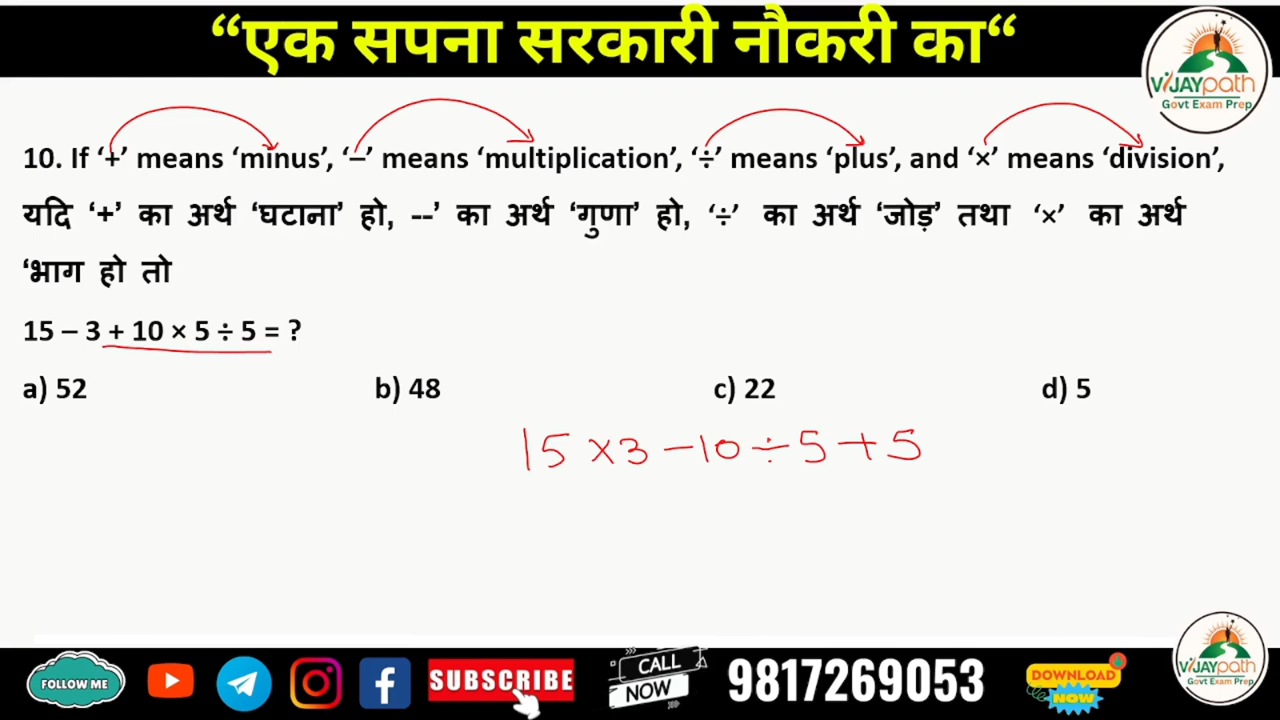 “एक सपना सरकारी नौकरी का“
VIJAYpath
Govt Exam Prep
10. If ‘+’ means ‘minus’, ‘–’ means ‘multiplication’, ‘÷’ means ‘plus’, and ‘×’ means ‘division’,
यदि ‘+’ का अर्थ ‘घटाना’ हो, --’ का अर्थ ‘गुणा’ हो, ‘÷’ का अर्थ ‘जोड़’ तथा ‘×’ का अर्थ
‘भाग हो तो
15 – 3 + 10 × 5 ÷ 5 = ?
a) 52 b) 48 c) 22 d) 5
15 × 3 – 10 ÷ 5 + 5
FOLLOW ME
SUBSCRIBE
CALL
NOW
9817269053
DOWNLOAD
NOW
VIJAYpath
Govt Exam Prep